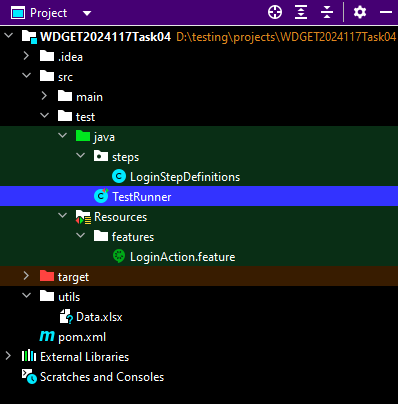 Project
WDGET2024117Task04 D:\testing\projects\WDGET2024117Task04
.idea
src
main
test
java
steps
LoginStepDefinitions
TestRunner
Resources
features
LoginAction.feature
target
utils
Data.xlsx
pom.xml
External Libraries
Scratches and Consoles